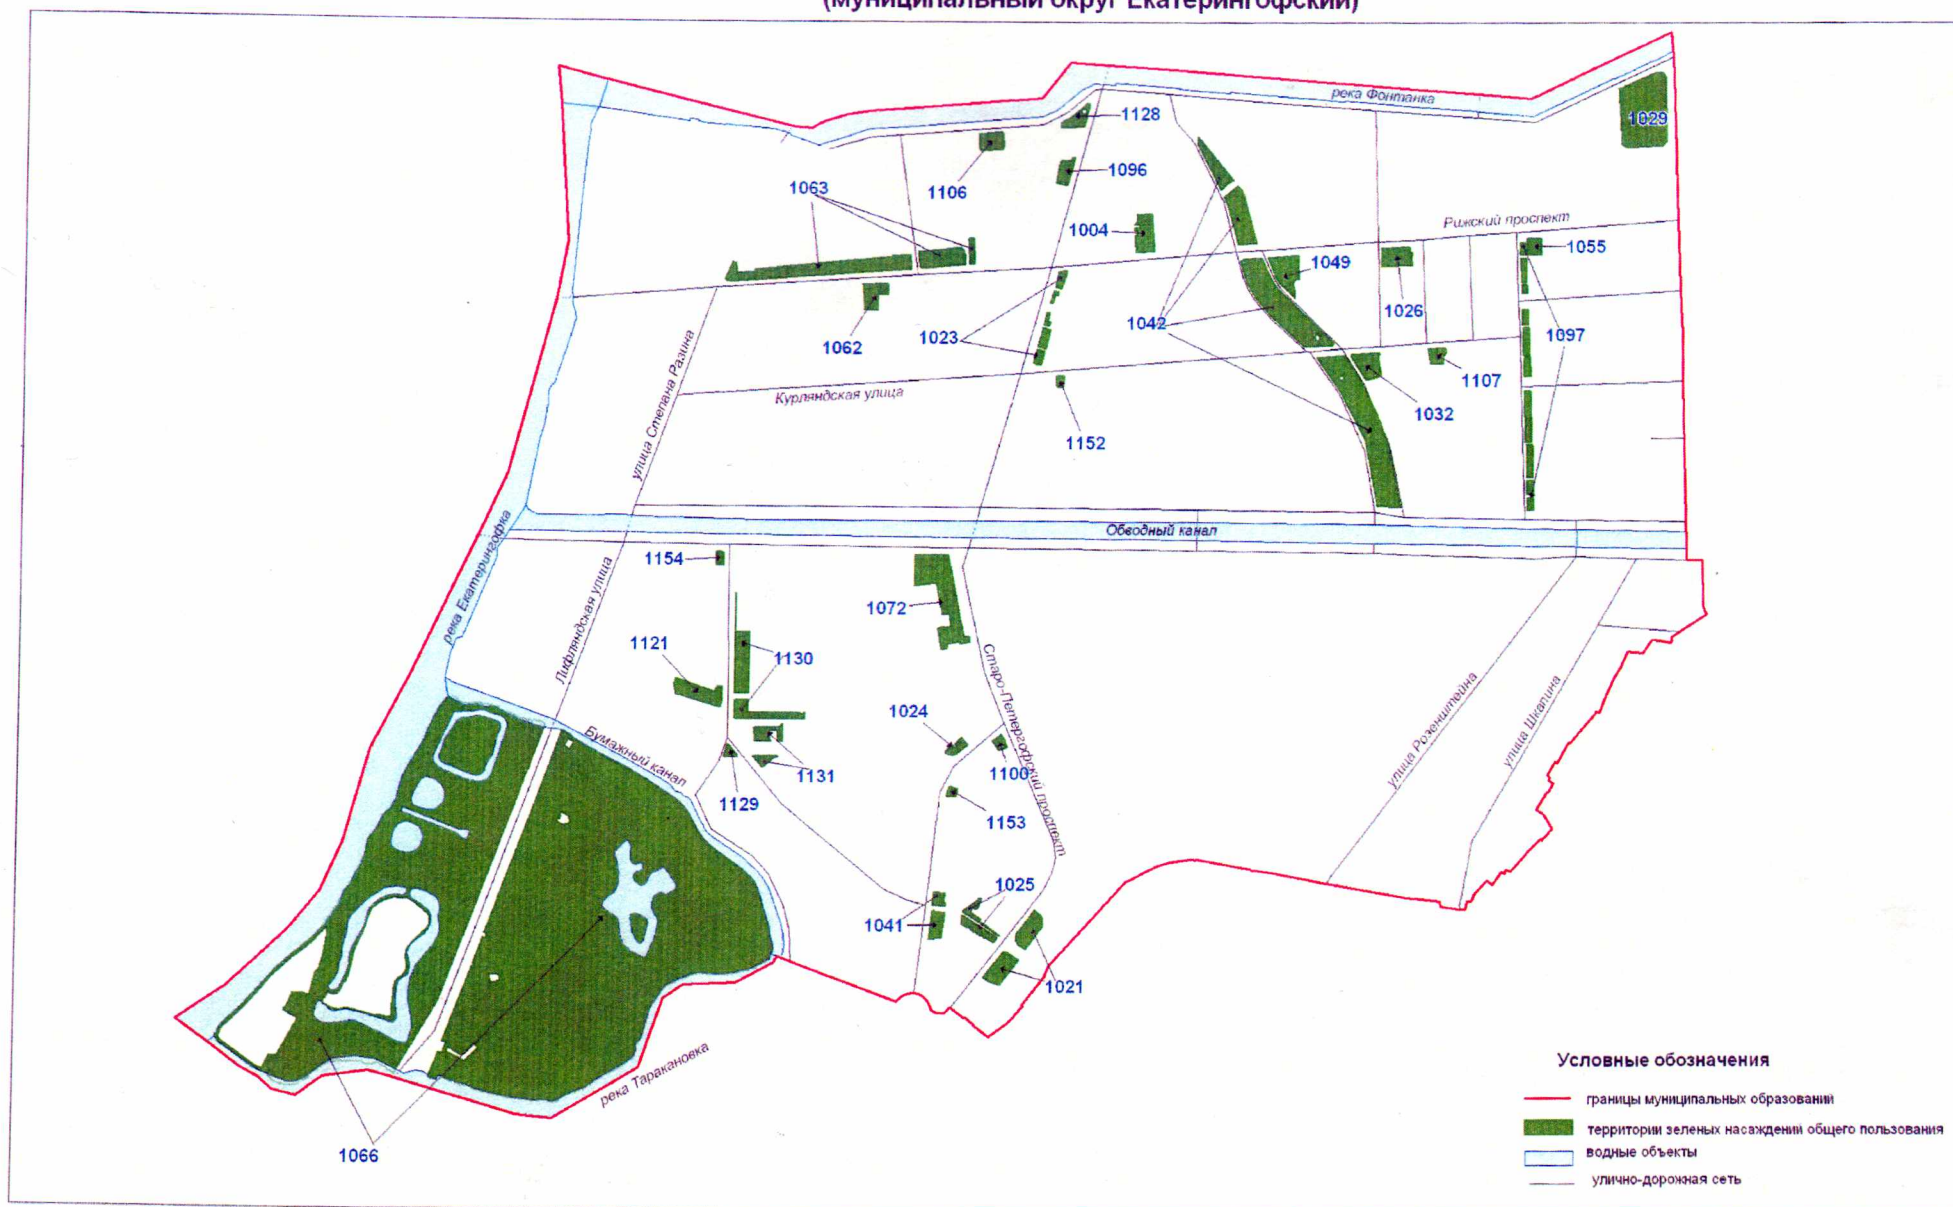 (муниципальный округ Екатерингофский)
река Фонтанка
1029
1128
1106
1096
1063
1004
Рижский проспект
1055
1049
1026
1042
1023
1062
1097
1107
1032
улица Степана Разина
Курляндская улица
1152
Обводный канал
река Екатерингофка
1154
Лифляндская улица
1072
1121
1130
Старо-Петергофский проспект
1024
1100
Бумажный канал
1131
1129
1153
улица Розенштейна
улица Шкапина
1025
1041
1021
река Таракановка
1066
Условные обозначения
границы муниципальных образований
территории зеленых насаждений общего пользования
водные объекты
улично-дорожная сеть